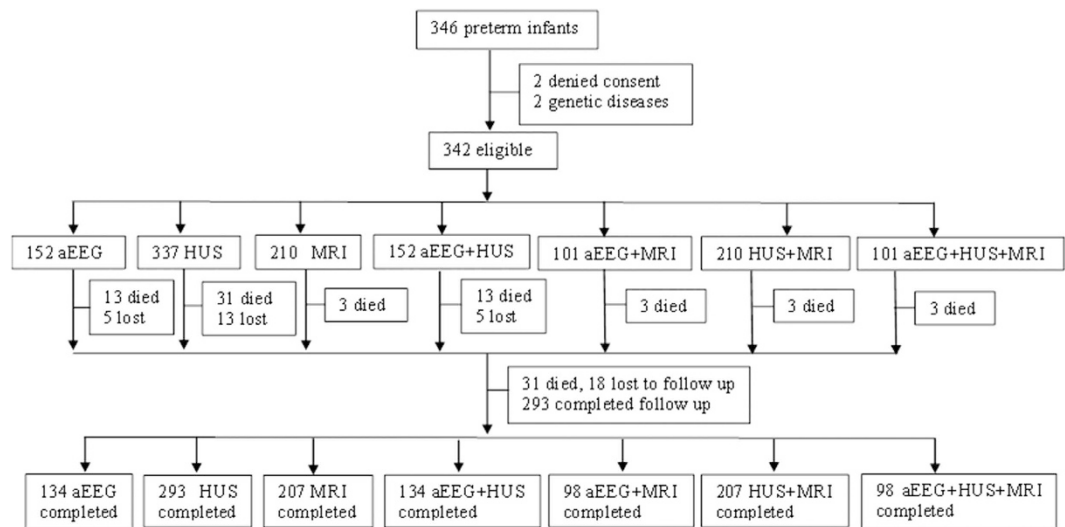 346 preterm infants
2 denied consent
2 genetic diseases
342 eligible
152 aEEG
337 HUS
210 MRI
152 aEEG+HUS
101 aEEG+MRI
210 HUS+MRI
101 aEEG+HUS+MRI
13 died
5 lost
31 died
13 lost
3 died
13 died
5 lost
3 died
3 died
3 died
31 died, 18 lost to follow up
293 completed follow up
134 aEEG
completed
293 HUS
completed
207 MRI
completed
134 aEEG+HUS
completed
98 aEEG+MRI
completed
207 HUS+MRI
completed
98 aEEG+HUS+MRI
completed